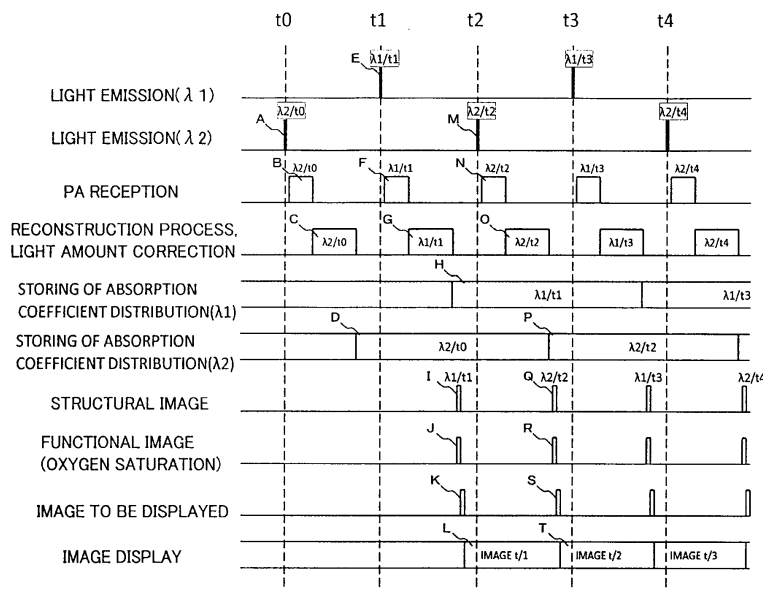 t0 t1 t2 t3 t4
E λ1/t1 λ1/t3
LIGHT EMISSION(λ1)
λ2/t0 λ2/t2 λ2/t4
A M
LIGHT EMISSION(λ2)
B λ2/t0 F λ1/t1 N λ2/t2 λ1/t3 λ2/t4
PA RECEPTION
C G O
RECONSTRUCTION PROCESS,
LIGHT AMOUNT CORRECTION
λ2/t0 λ1/t1 λ2/t2 λ1/t3 λ2/t4
H
STORING OF ABSORPTION
COEFFICIENT DISTRIBUTION(λ1)
λ1/t1 λ1/t3
D P
STORING OF ABSORPTION
COEFFICIENT DISTRIBUTION(λ2)
λ2/t0 λ2/t2
I λ1/t1 Q λ2/t2 λ1/t3 λ2/t4
STRUCTURAL IMAGE
J R
FUNCTIONAL IMAGE
(OXYGEN SATURATION)
K S
IMAGE TO BE DISPLAYED
L T
IMAGE DISPLAY
IMAGE t/1 IMAGE t/2 IMAGE t/3